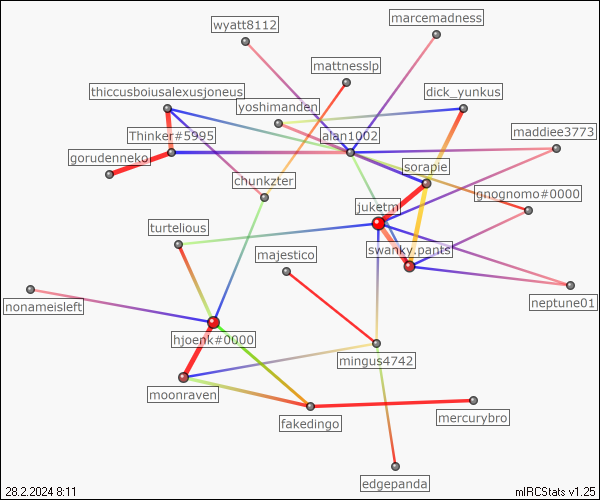 wyatt8112
marcemadness
mattnesslp
thiccusboiusalexusjoneus
dick_yunkus
yoshimanden
Thinker#5995
alan1002
maddiee3773
gorudenneko
sorapie
chunkzter
gnognomo#0000
juketm
turtelious
majestico
swanky.pants
nonameisleft
neptune01
hjoenk#0000
mingus4742
moonraven
fakedingo
mercurybro
edgepanda
28.2.2024 8:11
mIRCStats v1.25